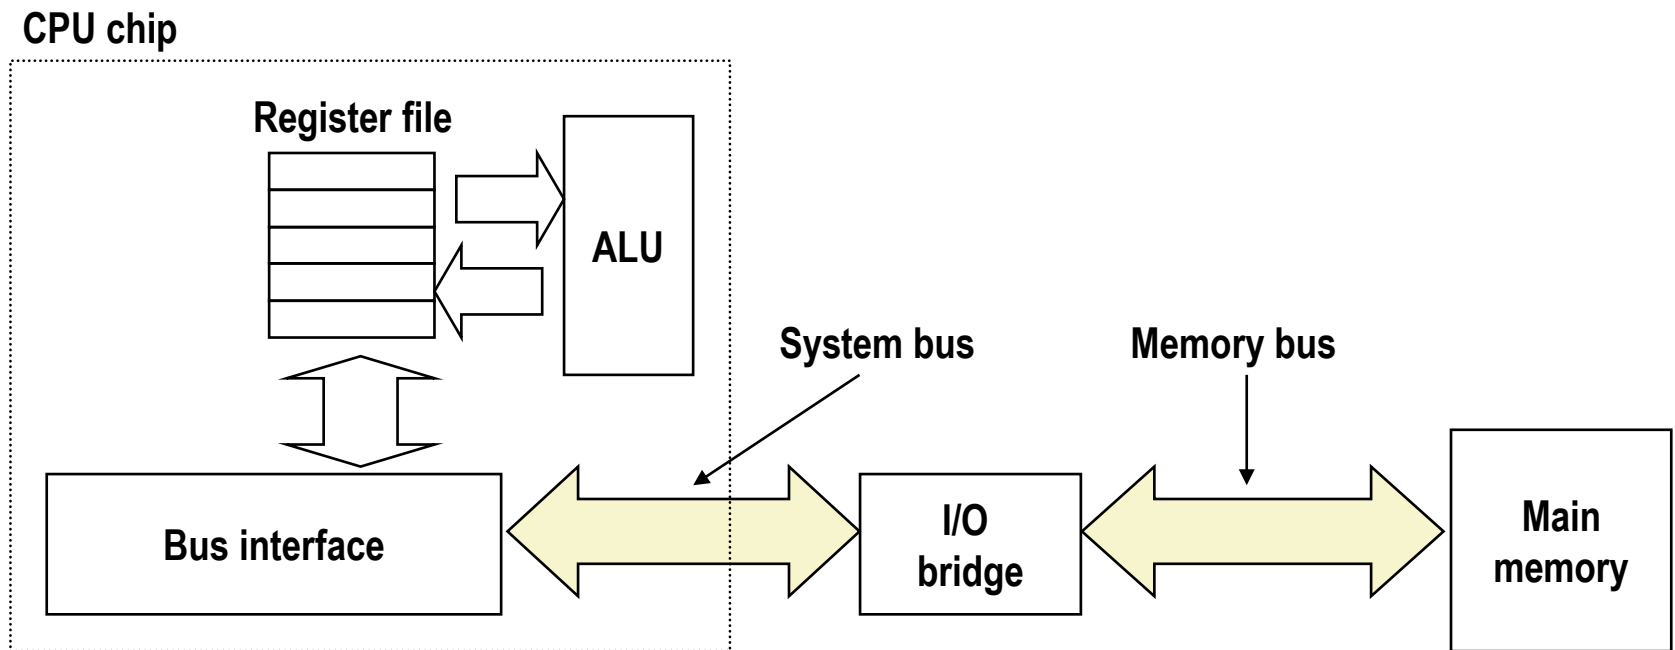 CPU chip
Register file
ALU
System bus
Memory bus
Bus interface
I/O
bridge
Main
memory